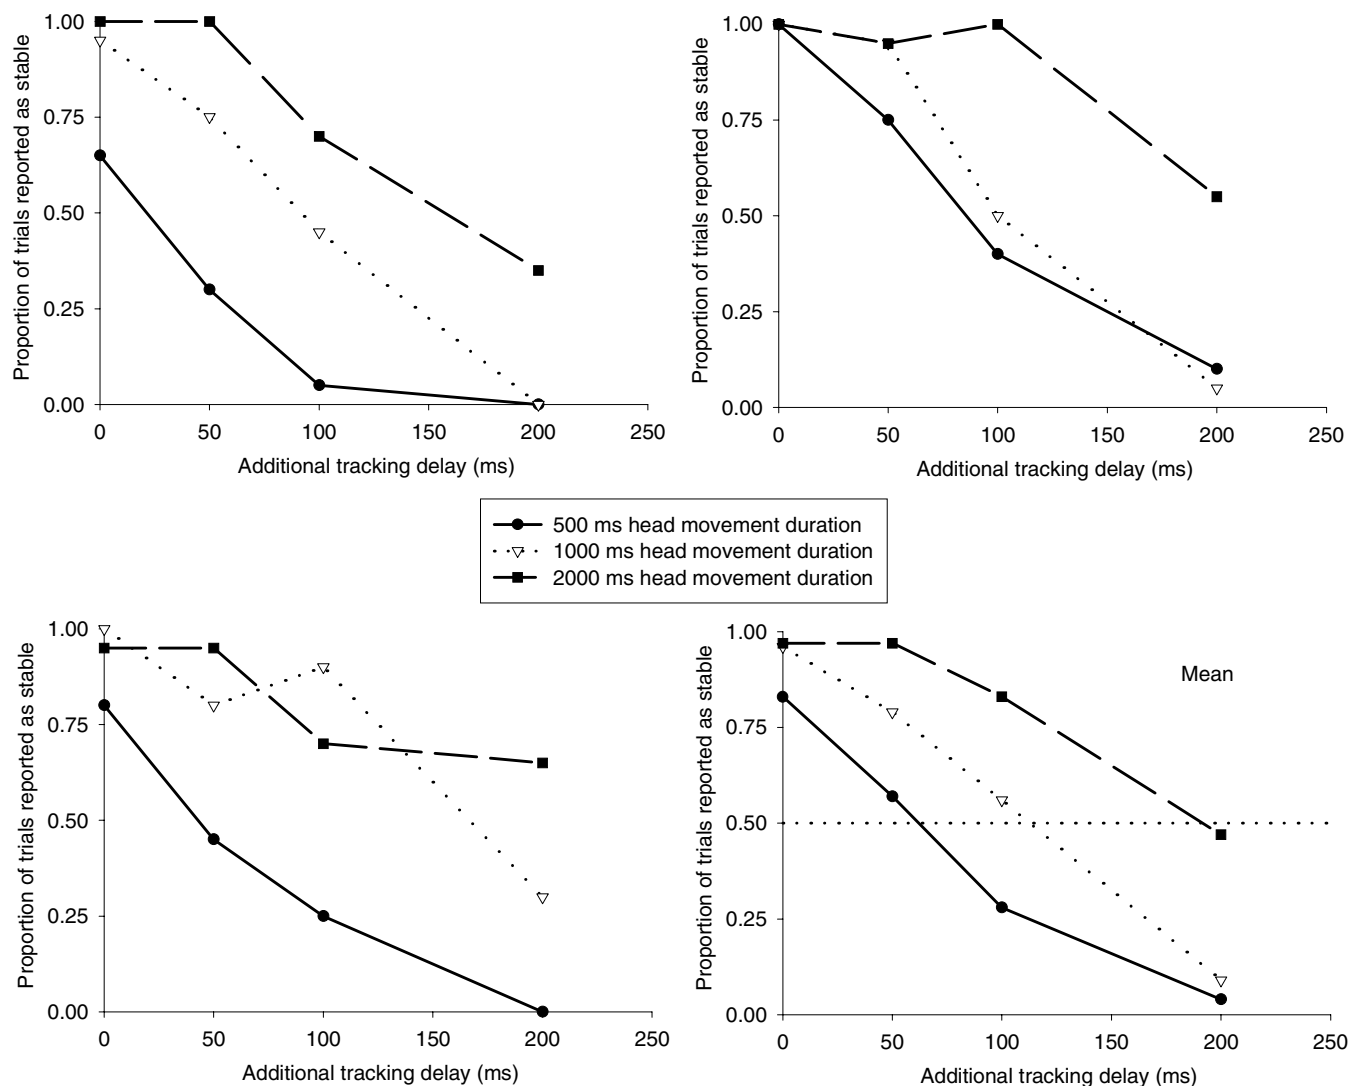 Proportion of trials reported as stable
1.00
0.75
0.50
0.25
0.00
0 50 100 150 200 250
Additional tracking delay (ms)
Proportion of trials reported as stable
1.00
0.75
0.50
0.25
0.00
0 50 100 150 200 250
Additional tracking delay (ms)
500 ms head movement duration
1000 ms head movement duration
2000 ms head movement duration
Proportion of trials reported as stable
1.00
0.75
0.50
0.25
0.00
0 50 100 150 200 250
Additional tracking delay (ms)
Proportion of trials reported as stable
1.00
0.75
0.50
0.25
0.00
Mean
0 50 100 150 200 250
Additional tracking delay (ms)